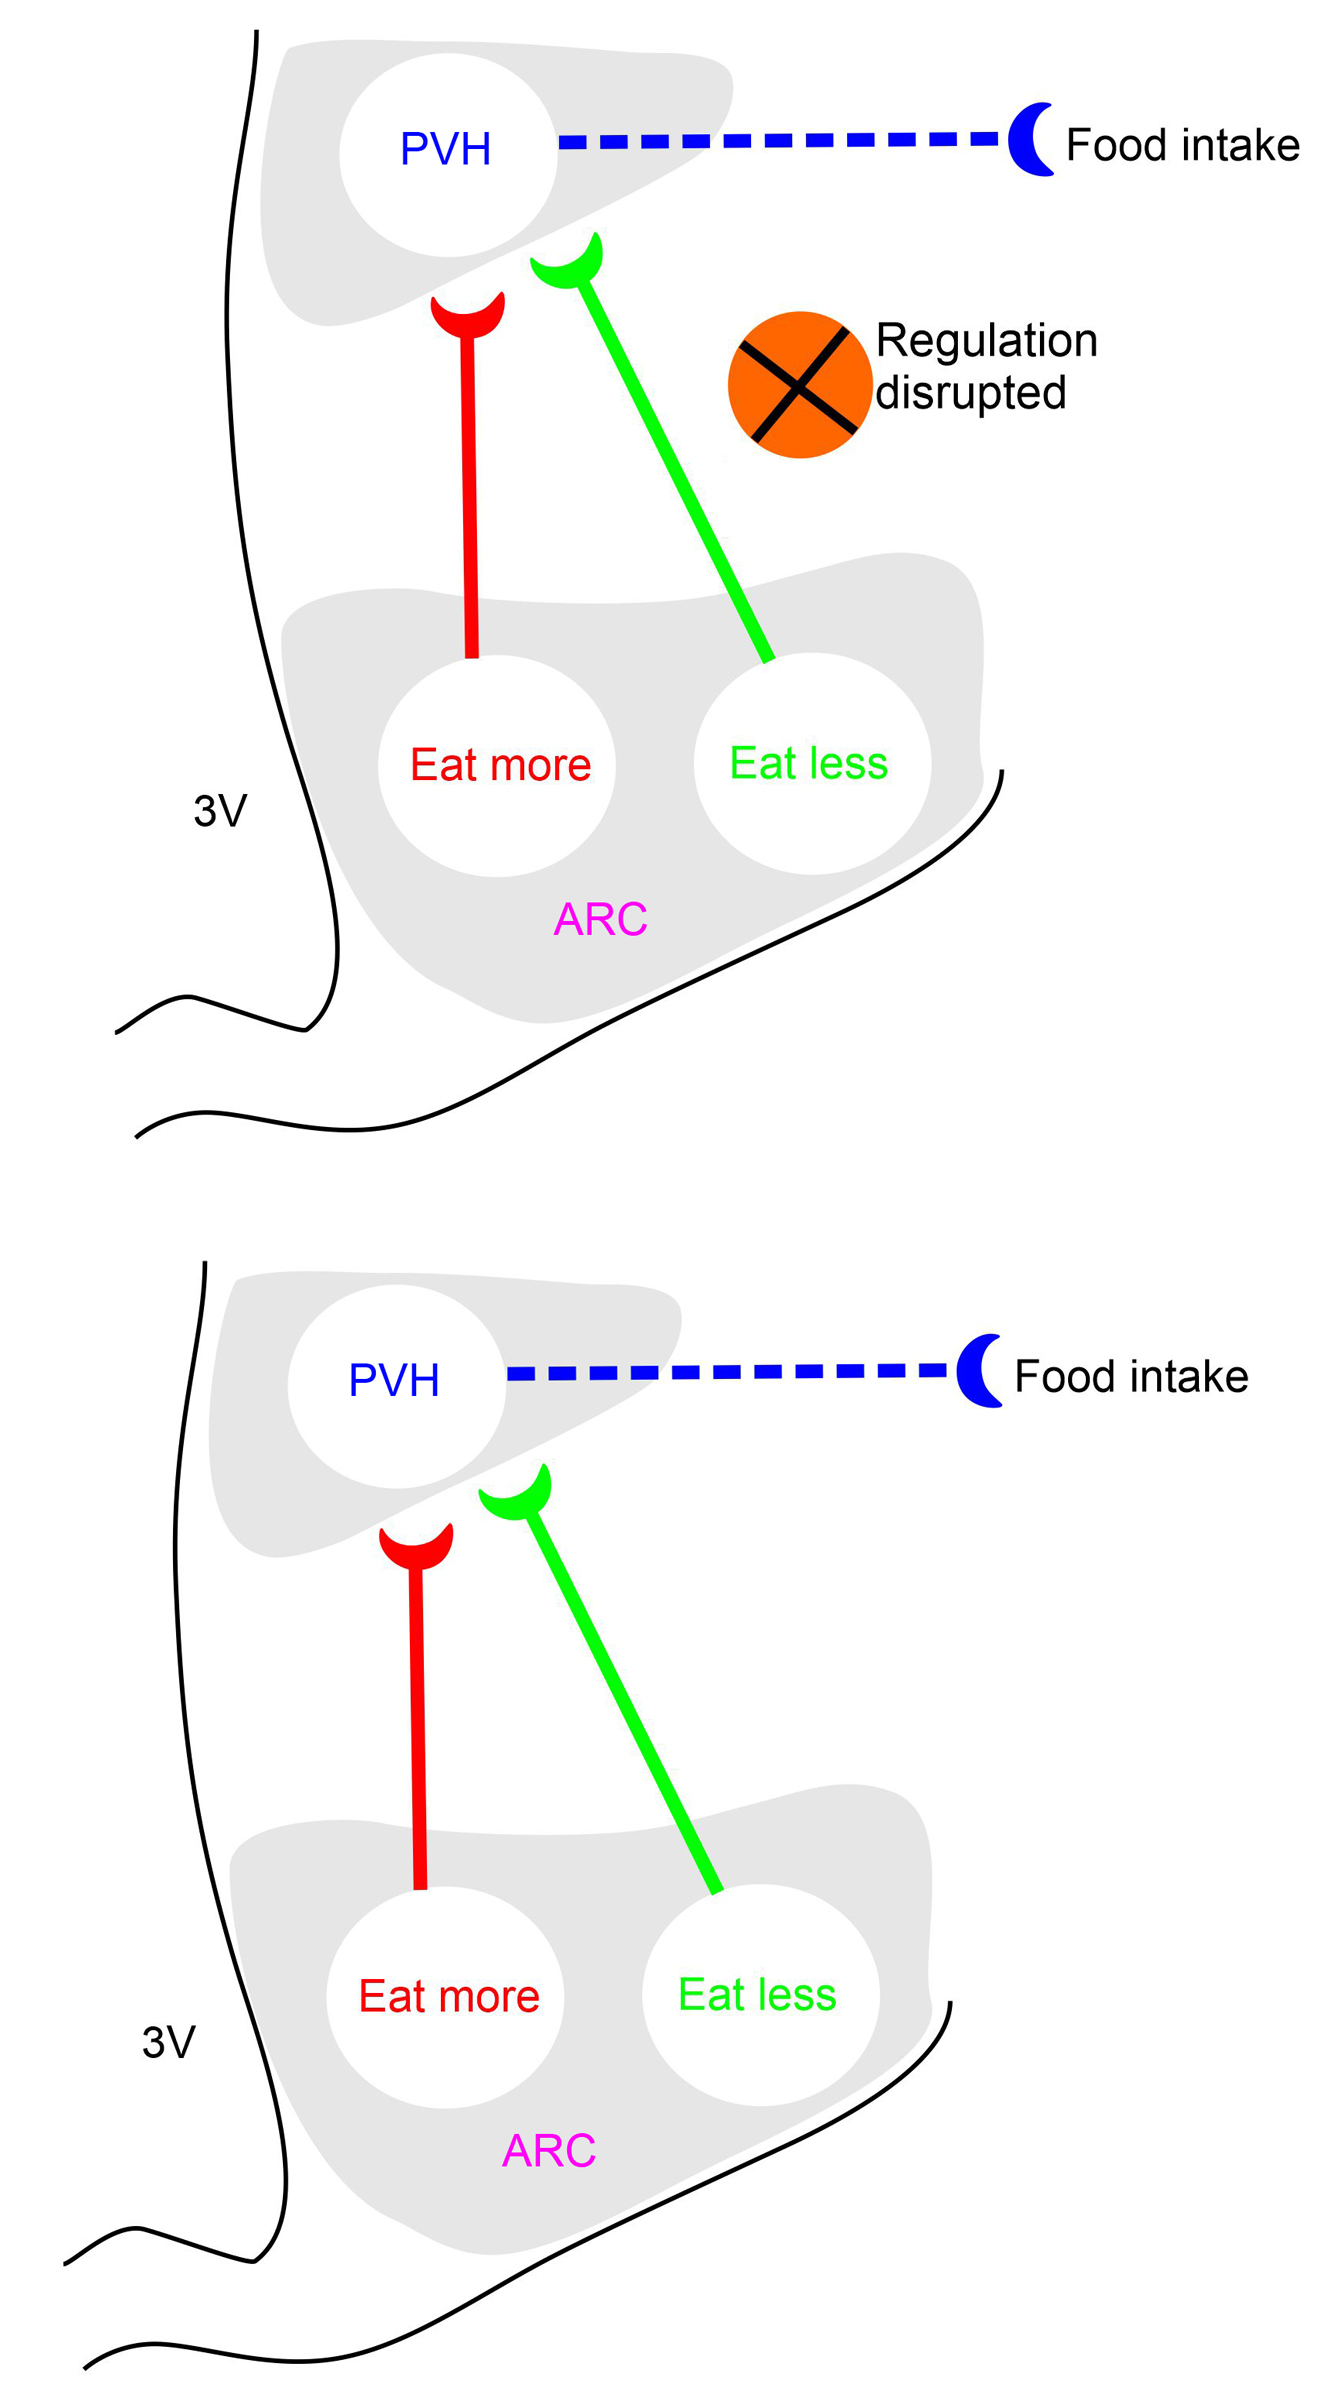 PVH
Food intake
Regulation
disrupted
Eat more
Eat less
3V
ARC
PVH
Food intake
Eat more
Eat less
3V
ARC